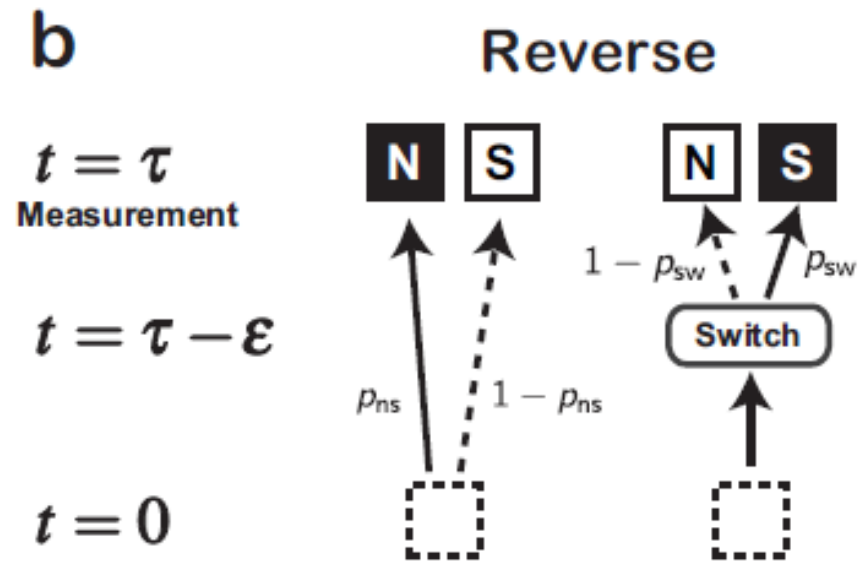 b
Reverse
t = τ
N S N S
Measurement
1 − p_sw p_sw
t = τ − ε
Switch
p_ns 1 − p_ns
t = 0